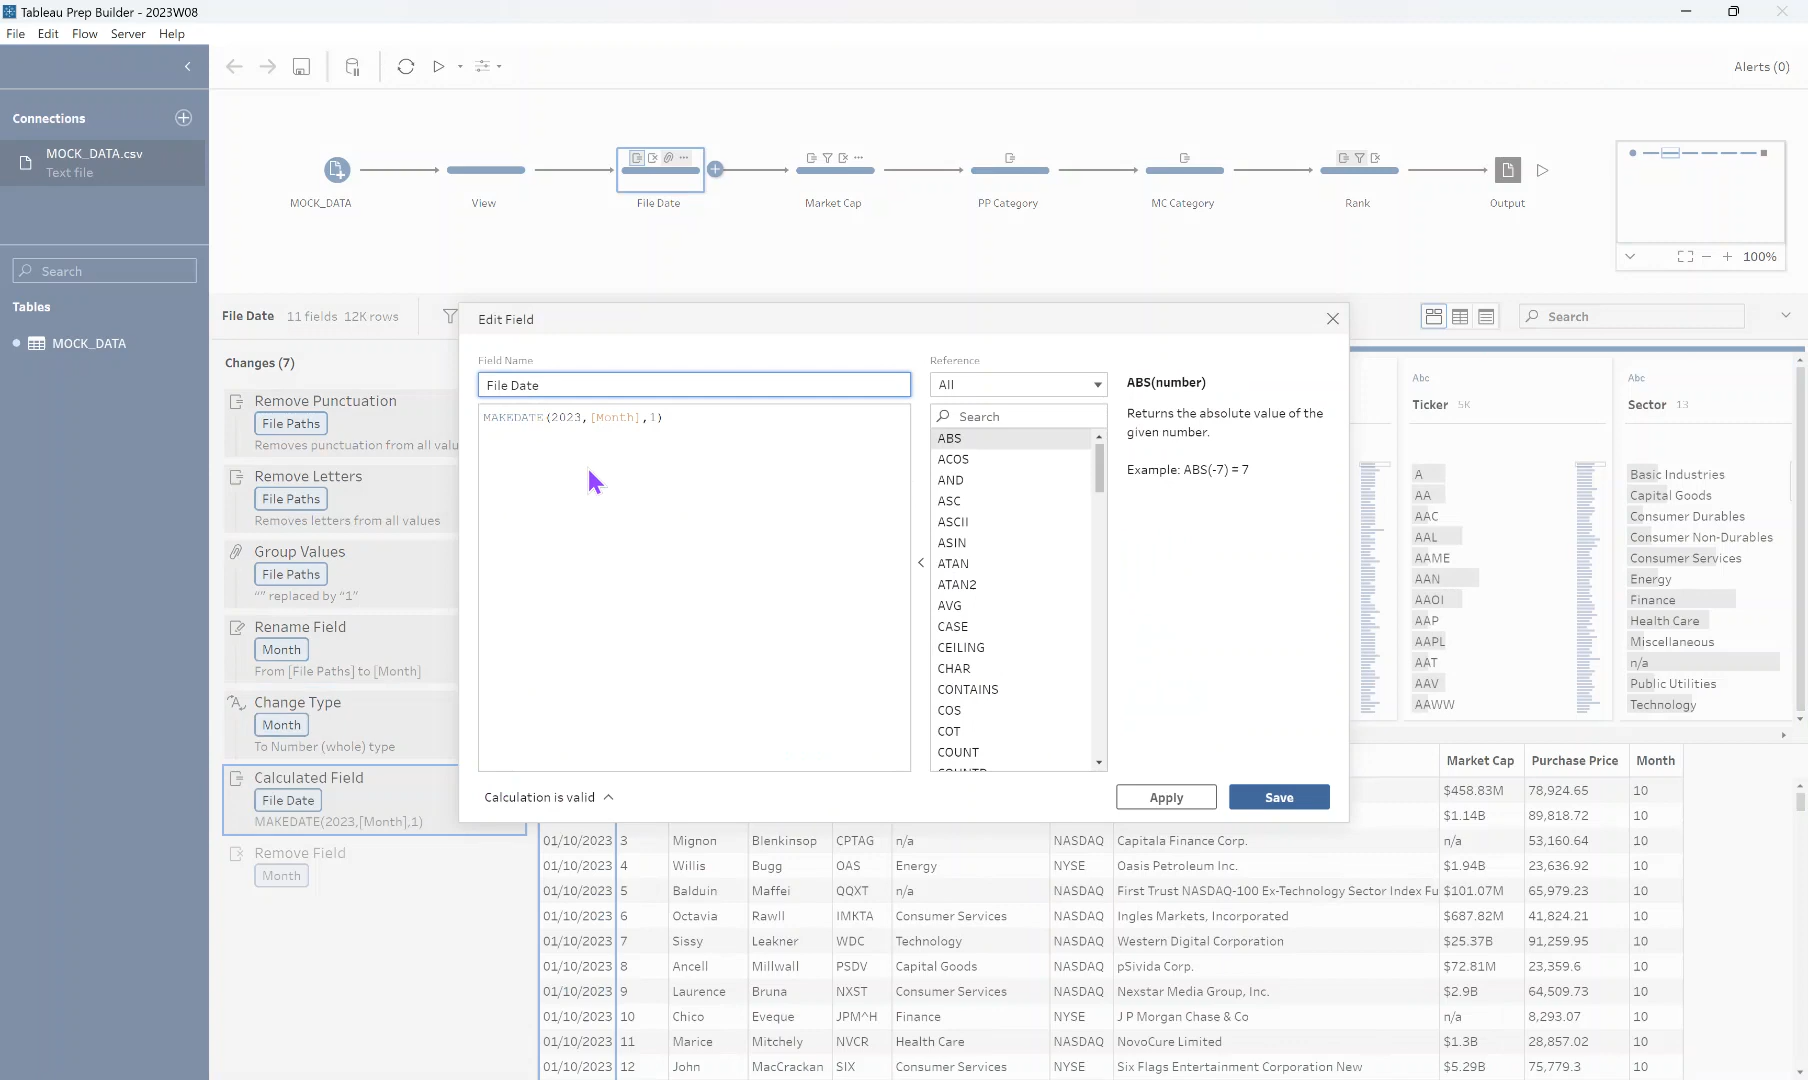 Tableau Prep Builder - 2023W08
File Edit Flow Server Help
Alerts (0)
Connections
MOCK_DATA.csv
Text file
Search
Tables
MOCK_DATA
MOCK_DATA
View
File Date
Market Cap
PP Category
MC Category
Rank
Output
100%
File Date 11 fields 12K rows
Search
Changes (7)
Remove Punctuation
File Paths
Removes punctuation from all valu
Remove Letters
File Paths
Removes letters from all values
Group Values
File Paths
“” replaced by “1”
Rename Field
Month
From [File Paths] to [Month]
Change Type
Month
To Number (whole) type
Calculated Field
File Date
MAKEDATE(2023,[Month],1)
Remove Field
Month
Edit Field
Field Name
File Date
MAKEDATE(2023,[Month],1)
Calculation is valid
Reference
All
Search
ABS
ACOS
AND
ASC
ASCII
ASIN
ATAN
ATAN2
AVG
CASE
CEILING
CHAR
CONTAINS
COS
COT
COUNT
COUNTD
ABS(number)
Returns the absolute value of the
given number.
Example: ABS(-7) = 7
Apply
Save
Abc
Ticker 5K
A
AA
AAC
AAL
AAME
AAN
AAOI
AAP
AAPL
AAT
AAV
AAWW
Abc
Sector 13
Basic Industries
Capital Goods
Consumer Durables
Consumer Non-Durables
Consumer Services
Energy
Finance
Health Care
Miscellaneous
n/a
Public Utilities
Technology
Market Cap Purchase Price Month
$458.83M 78,924.65 10
$1.14B 89,818.72 10
01/10/2023 3 Mignon Blenkinsop CPTAG n/a NASDAQ Capitala Finance Corp. n/a 53,160.64 10
01/10/2023 4 Willis Bugg OAS Energy NYSE Oasis Petroleum Inc. $1.94B 23,636.92 10
01/10/2023 5 Balduin Maffei QQXT n/a NASDAQ First Trust NASDAQ-100 Ex-Technology Sector Index Fu $101.07M 65,979.23 10
01/10/2023 6 Octavia Rawll IMKTA Consumer Services NASDAQ Ingles Markets, Incorporated $687.82M 41,824.21 10
01/10/2023 7 Sissy Leakner WDC Technology NASDAQ Western Digital Corporation $25.37B 91,259.95 10
01/10/2023 8 Ancell Millwall PSDV Capital Goods NASDAQ pSivida Corp. $72.81M 23,359.6 10
01/10/2023 9 Laurence Bruna NXST Consumer Services NASDAQ Nexstar Media Group, Inc. $2.9B 64,509.73 10
01/10/2023 10 Chico Eveque JPM^H Finance NYSE J P Morgan Chase & Co n/a 8,293.07 10
01/10/2023 11 Marice Mitchely NVCR Health Care NASDAQ NovoCure Limited $1.3B 28,857.02 10
01/10/2023 12 John MacCrackan SIX Consumer Services NYSE Six Flags Entertainment Corporation New $5.29B 75,779.3 10